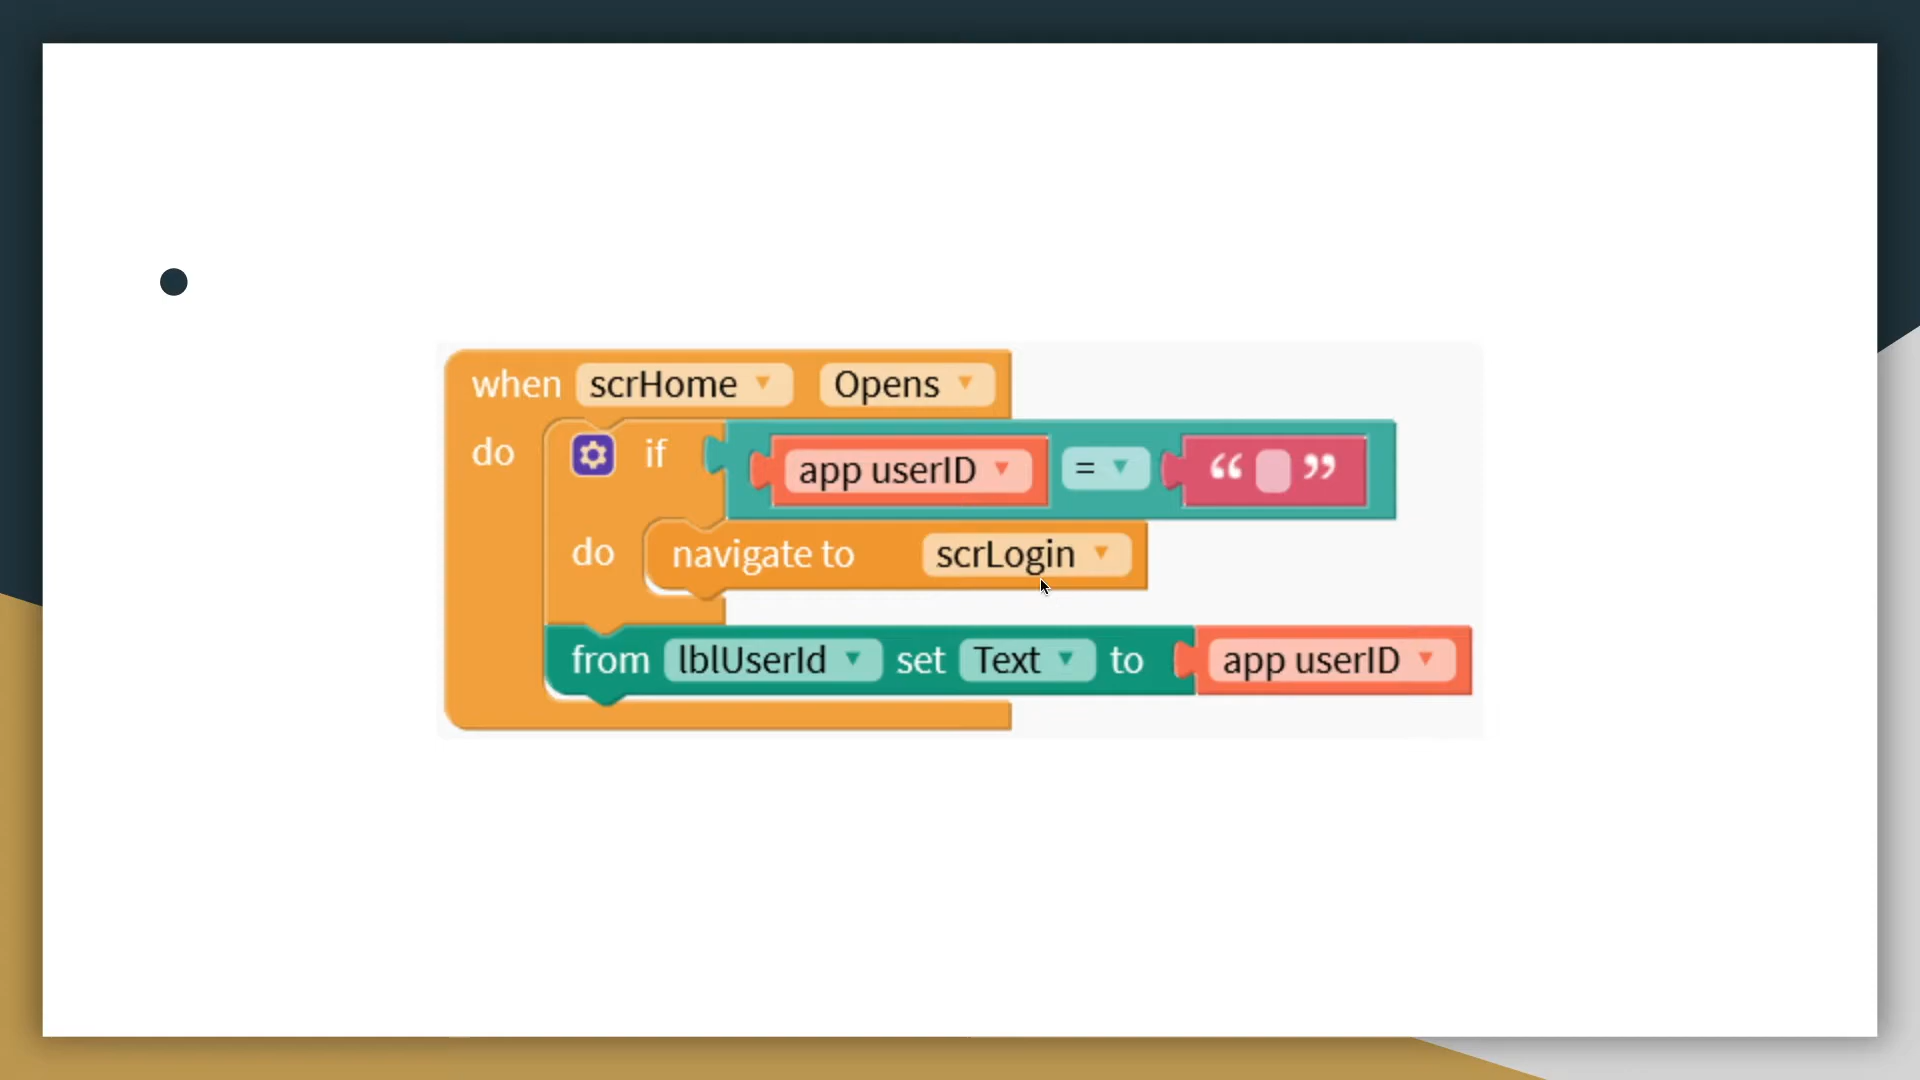 when scrHome Opens
do if app userID = “ ”
do navigate to scrLogin
from lblUserId set Text to app userID